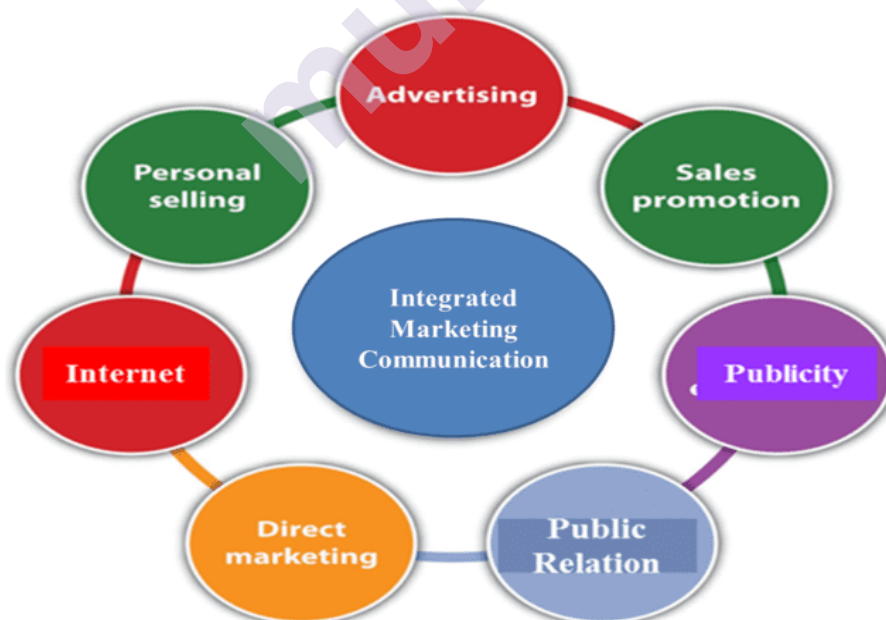 Advertising
Sales
promotion
Publicity
Public
Relation
Direct
marketing
Internet
Personal
selling
Integrated
Marketing
Communication